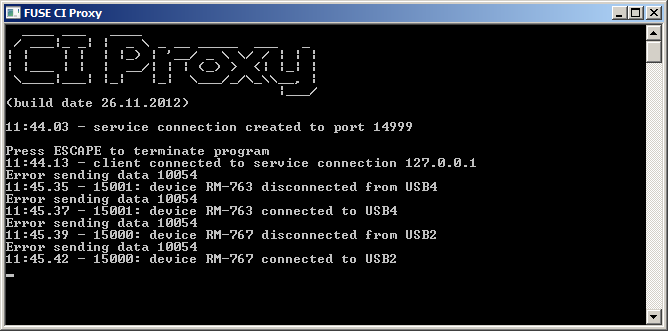 FUSE CI Proxy
CI Proxy
(build date 26.11.2012)
11:44.03 - service connection created to port 14999
Press ESCAPE to terminate program
11:44.13 - client connected to service connection 127.0.0.1
Error sending data 10054
11:45.35 - 15001: device RM-763 disconnected from USB4
Error sending data 10054
11:45.37 - 15001: device RM-763 connected to USB4
Error sending data 10054
11:45.39 - 15000: device RM-767 disconnected from USB2
Error sending data 10054
11:45.42 - 15000: device RM-767 connected to USB2